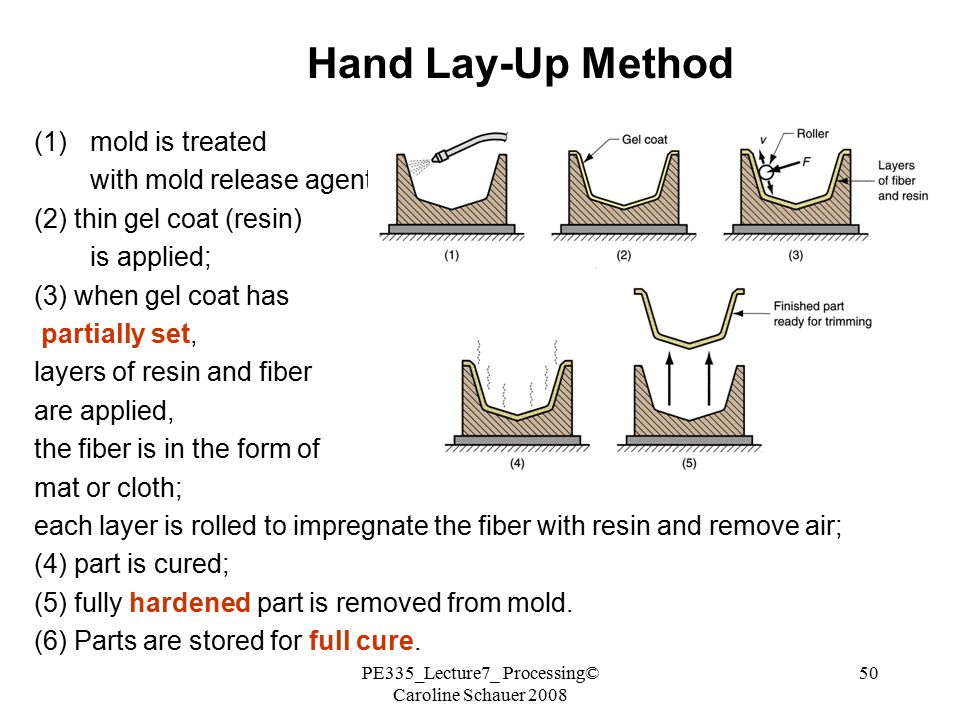 Hand Lay-Up Method
(1) mold is treated
with mold release agent
(2) thin gel coat (resin)
is applied;
(3) when gel coat has
partially set,
layers of resin and fiber
are applied,
the fiber is in the form of
mat or cloth;
each layer is rolled to impregnate the fiber with resin and remove air;
(4) part is cured;
(5) fully hardened part is removed from mold.
(6) Parts are stored for full cure.
Gel coat
Roller
v
F
Layers
of fiber
and resin
(1)
(2)
(3)
Finished part
ready for trimming
(4)
(5)
PE335_Lecture7_ Processing©
Caroline Schauer 2008
50